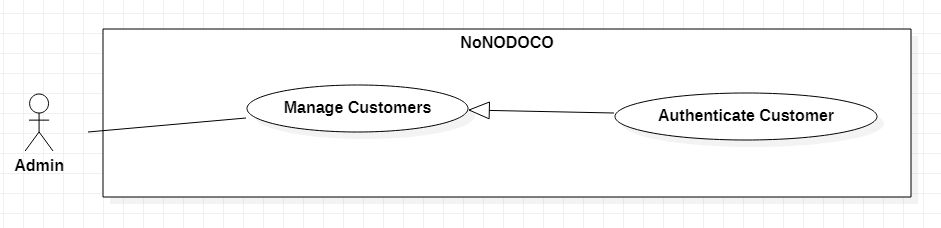 NoNODOCO
Manage Customers
Authenticate Customer
Admin